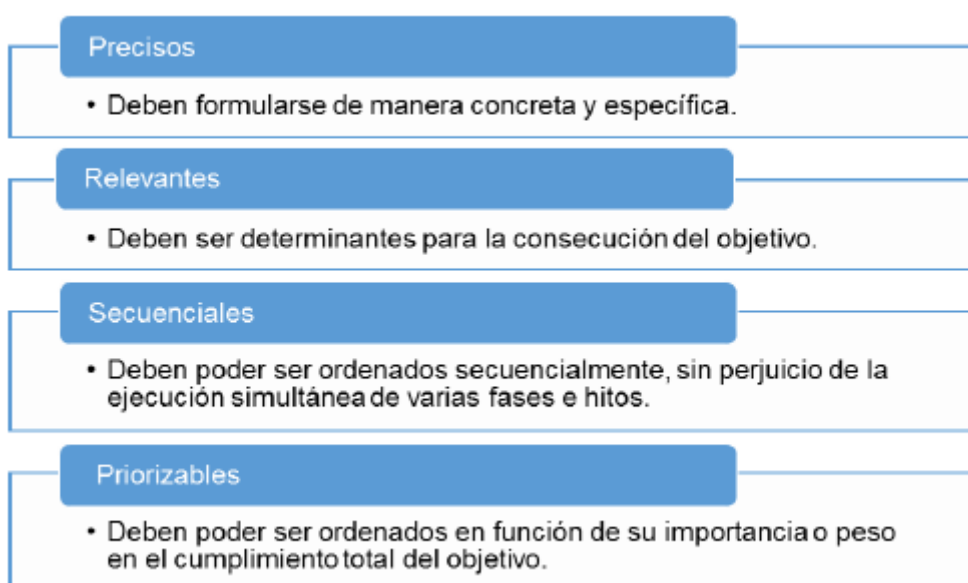 Precisos
• Deben formularse de manera concreta y específica.
Relevantes
• Deben ser determinantes para la consecución del objetivo.
Secuenciales
• Deben poder ser ordenados secuencialmente, sin perjuicio de la
ejecución simultánea de varias fases e hitos.
Priorizables
• Deben poder ser ordenados en función de su importancia o peso
en el cumplimiento total del objetivo.